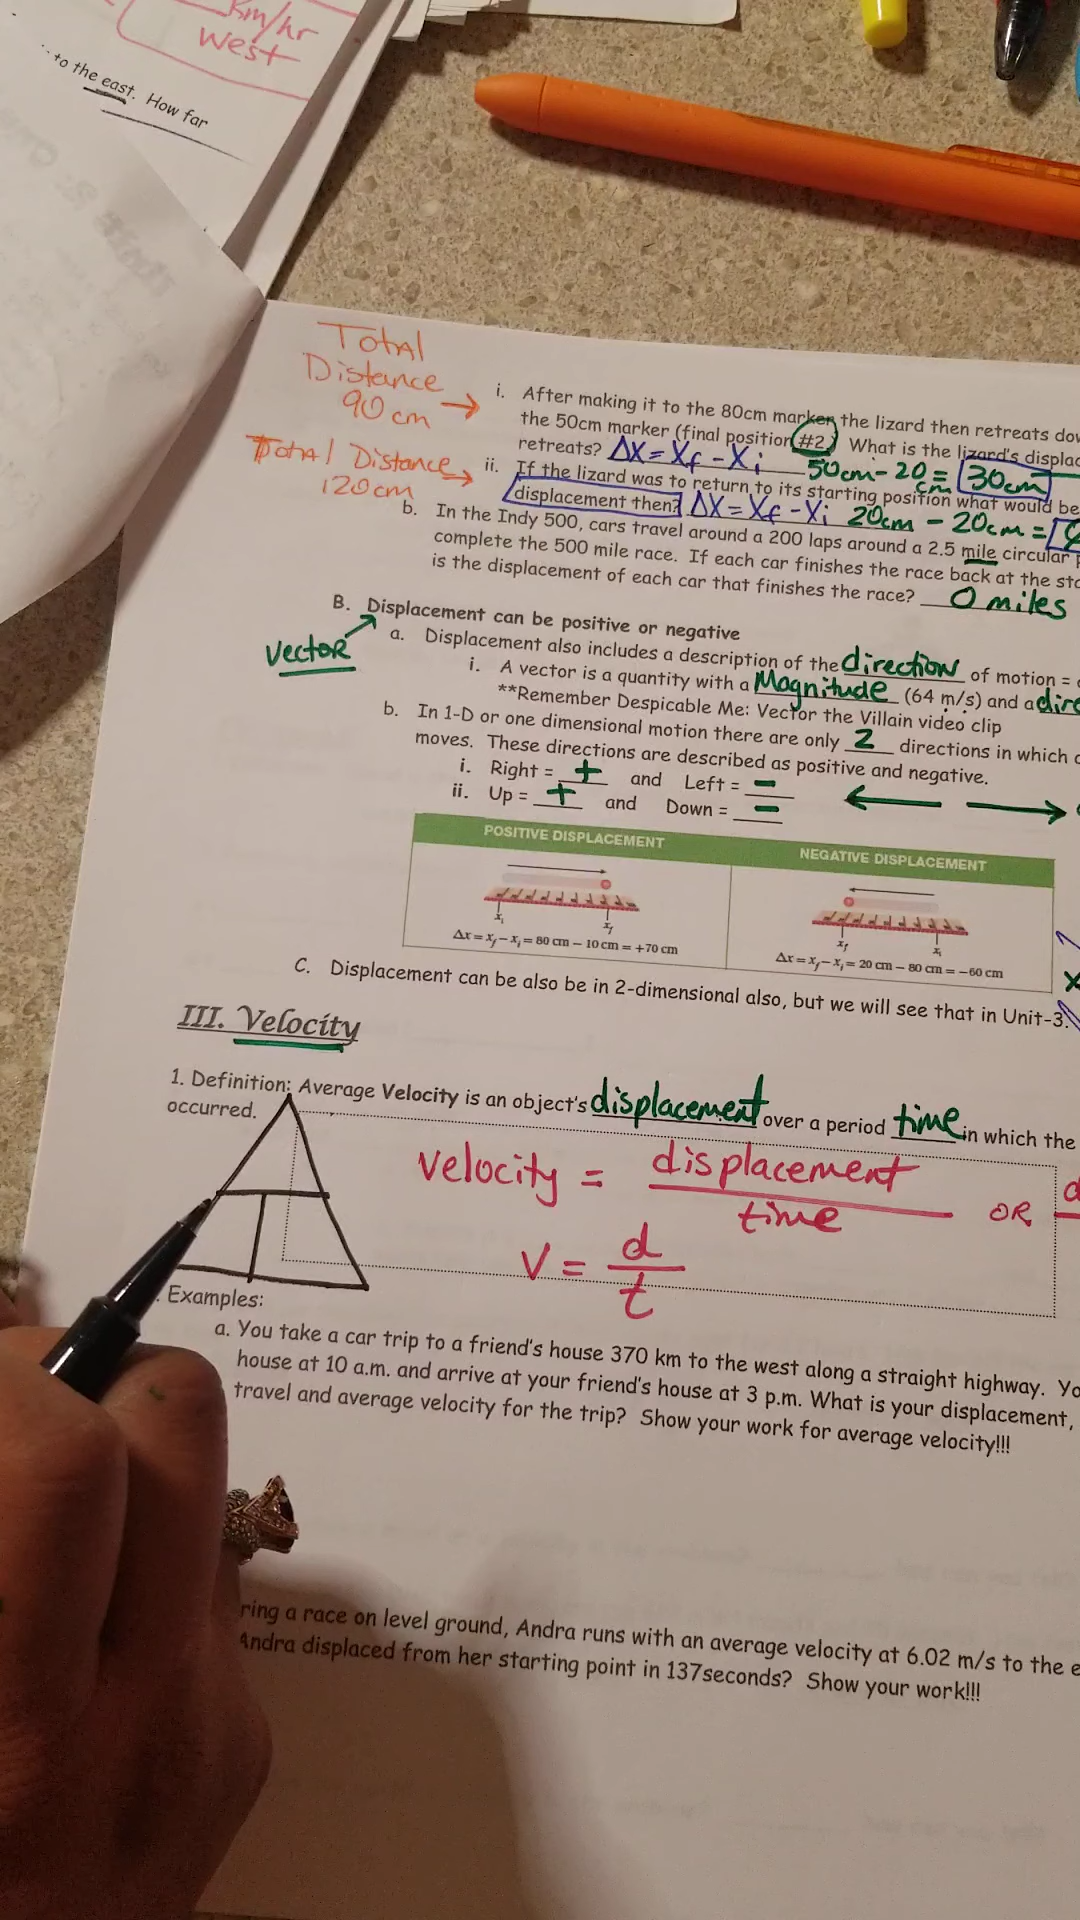 Km/hr
West
to the east. How far
Total
Distance
90 cm
i. After making it to the 80cm marker the lizard then retreats
the 50cm marker (final position #2) What is the lizard's
retreats? ΔX = Xf - Xi 50cm - 20 cm = 30cm
Total Distance
120cm
ii. If the lizard was to return to its starting position what would be
displacement then? ΔX = Xf - Xi 20cm - 20cm =
b. In the Indy 500, cars travel around a 200 laps around a 2.5 mile circular
complete the 500 mile race. If each car finishes the race back at the
is the displacement of each car that finishes the race? 0 miles
B. Displacement can be positive or negative
Vector
a. Displacement also includes a description of the direction of motion =
i. A vector is a quantity with a Magnitude (64 m/s) and a
**Remember Despicable Me: Vector the Villain video clip
b. In 1-D or one dimensional motion there are only 2 directions in which
moves. These directions are described as positive and negative.
i. Right = + and Left = -
ii. Up = + and Down = -
POSITIVE DISPLACEMENT
NEGATIVE DISPLACEMENT
xi
xf
Δx = xf - xi = 80 cm - 10 cm = +70 cm
xf
xi
Δx = xf - xi = 20 cm - 80 cm = -60 cm
C. Displacement can be also be in 2-dimensional also, but we will see that in Unit-3.
III. Velocity
1. Definition: Average Velocity is an object's displacement over a period time in which the
occurred.
velocity = displacement / time OR
V = d / t
Examples:
a. You take a car trip to a friend's house 370 km to the west along a straight highway.
house at 10 a.m. and arrive at your friend's house at 3 p.m. What is your displacement,
travel and average velocity for the trip? Show your work for average velocity!!!
ring a race on level ground, Andra runs with an average velocity at 6.02 m/s to the
Andra displaced from her starting point in 137seconds? Show your work!!!